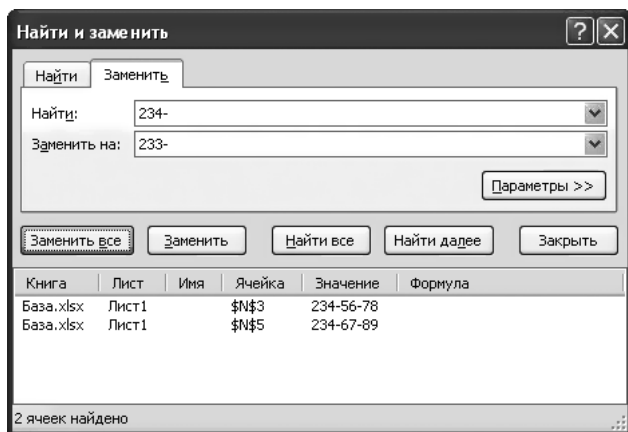 Найти и заменить
Найти Заменить
Найти: 234-
Заменить на: 233-
Параметры >>
Заменить все Заменить Найти все Найти далее Закрыть
Книга Лист Имя Ячейка Значение Формула
База.xlsx Лист1 $N$3 234-56-78
База.xlsx Лист1 $N$5 234-67-89
2 ячеек найдено